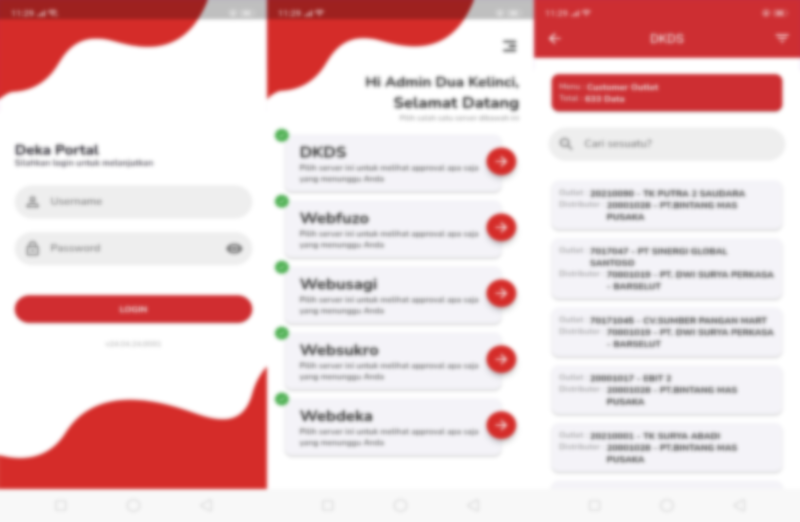 11:29
Deka Portal
Silahkan login untuk melanjutkan
Username
Password
LOGIN
11:29
Hi Admin Dua Kelinci,
Selamat Datang
DKDS
Pilih server ini untuk melihat approval apa saja
yang menunggu Anda
Webfuzo
Pilih server ini untuk melihat approval apa saja
yang menunggu Anda
Webusagi
Pilih server ini untuk melihat approval apa saja
yang menunggu Anda
Websukro
Pilih server ini untuk melihat approval apa saja
yang menunggu Anda
Webdeka
Pilih server ini untuk melihat approval apa saja
yang menunggu Anda
11:29
DKDS
Menu : Customer Outlet
Total : 833 Data
Cari sesuatu?
Outlet : 20210090 - TK PUTRA 2 SAUDARA
Distributor : 20001028 - PT.BINTANG MAS
PUSAKA
Outlet : 7017047 - PT SINERGI GLOBAL
SANTOSO
Distributor : 70001019 - PT. DWI SURYA PERKASA
- BARSELUT
Outlet : 70171045 - CV.SUMBER PANGAN MART
Distributor : 70001019 - PT. DWI SURYA PERKASA
- BARSELUT
Outlet : 20001017 - EBIT 2
Distributor : 20001028 - PT.BINTANG MAS
PUSAKA
Outlet : 20210001 - TK SURYA ABADI
Distributor : 20001028 - PT.BINTANG MAS
PUSAKA